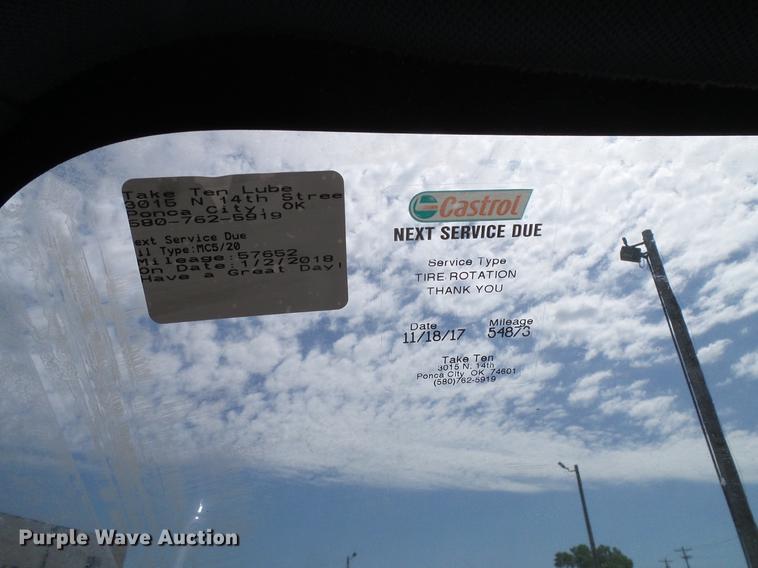 Take Ten Lube
3015 N. 14th Stree
Ponca City, OK
580-762-5919
ext Service Due
il Type:MC5/20
Mileage:57652
On Date:1/2/2018
Have a Great Day!
Castrol
NEXT SERVICE DUE
Service Type
TIRE ROTATION
THANK YOU
Date Mileage
11/18/17 54873
Take Ten
3015 N. 14th
Ponca City, OK 74601
(580)762-5919
Purple Wave Auction